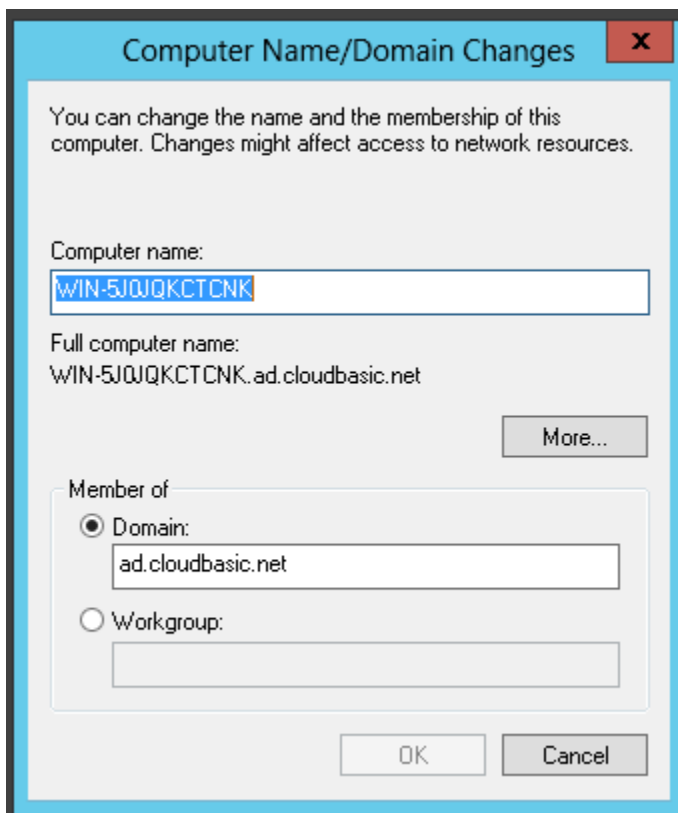 Computer Name/Domain Changes
x
You can change the name and the membership of this
computer. Changes might affect access to network resources.
Computer name:
WIN-5J0JQKCTCNK
Full computer name:
WIN-5J0JQKCTCNK.ad.cloudbasic.net
More...
Member of
Domain:
ad.cloudbasic.net
Workgroup:
OK
Cancel